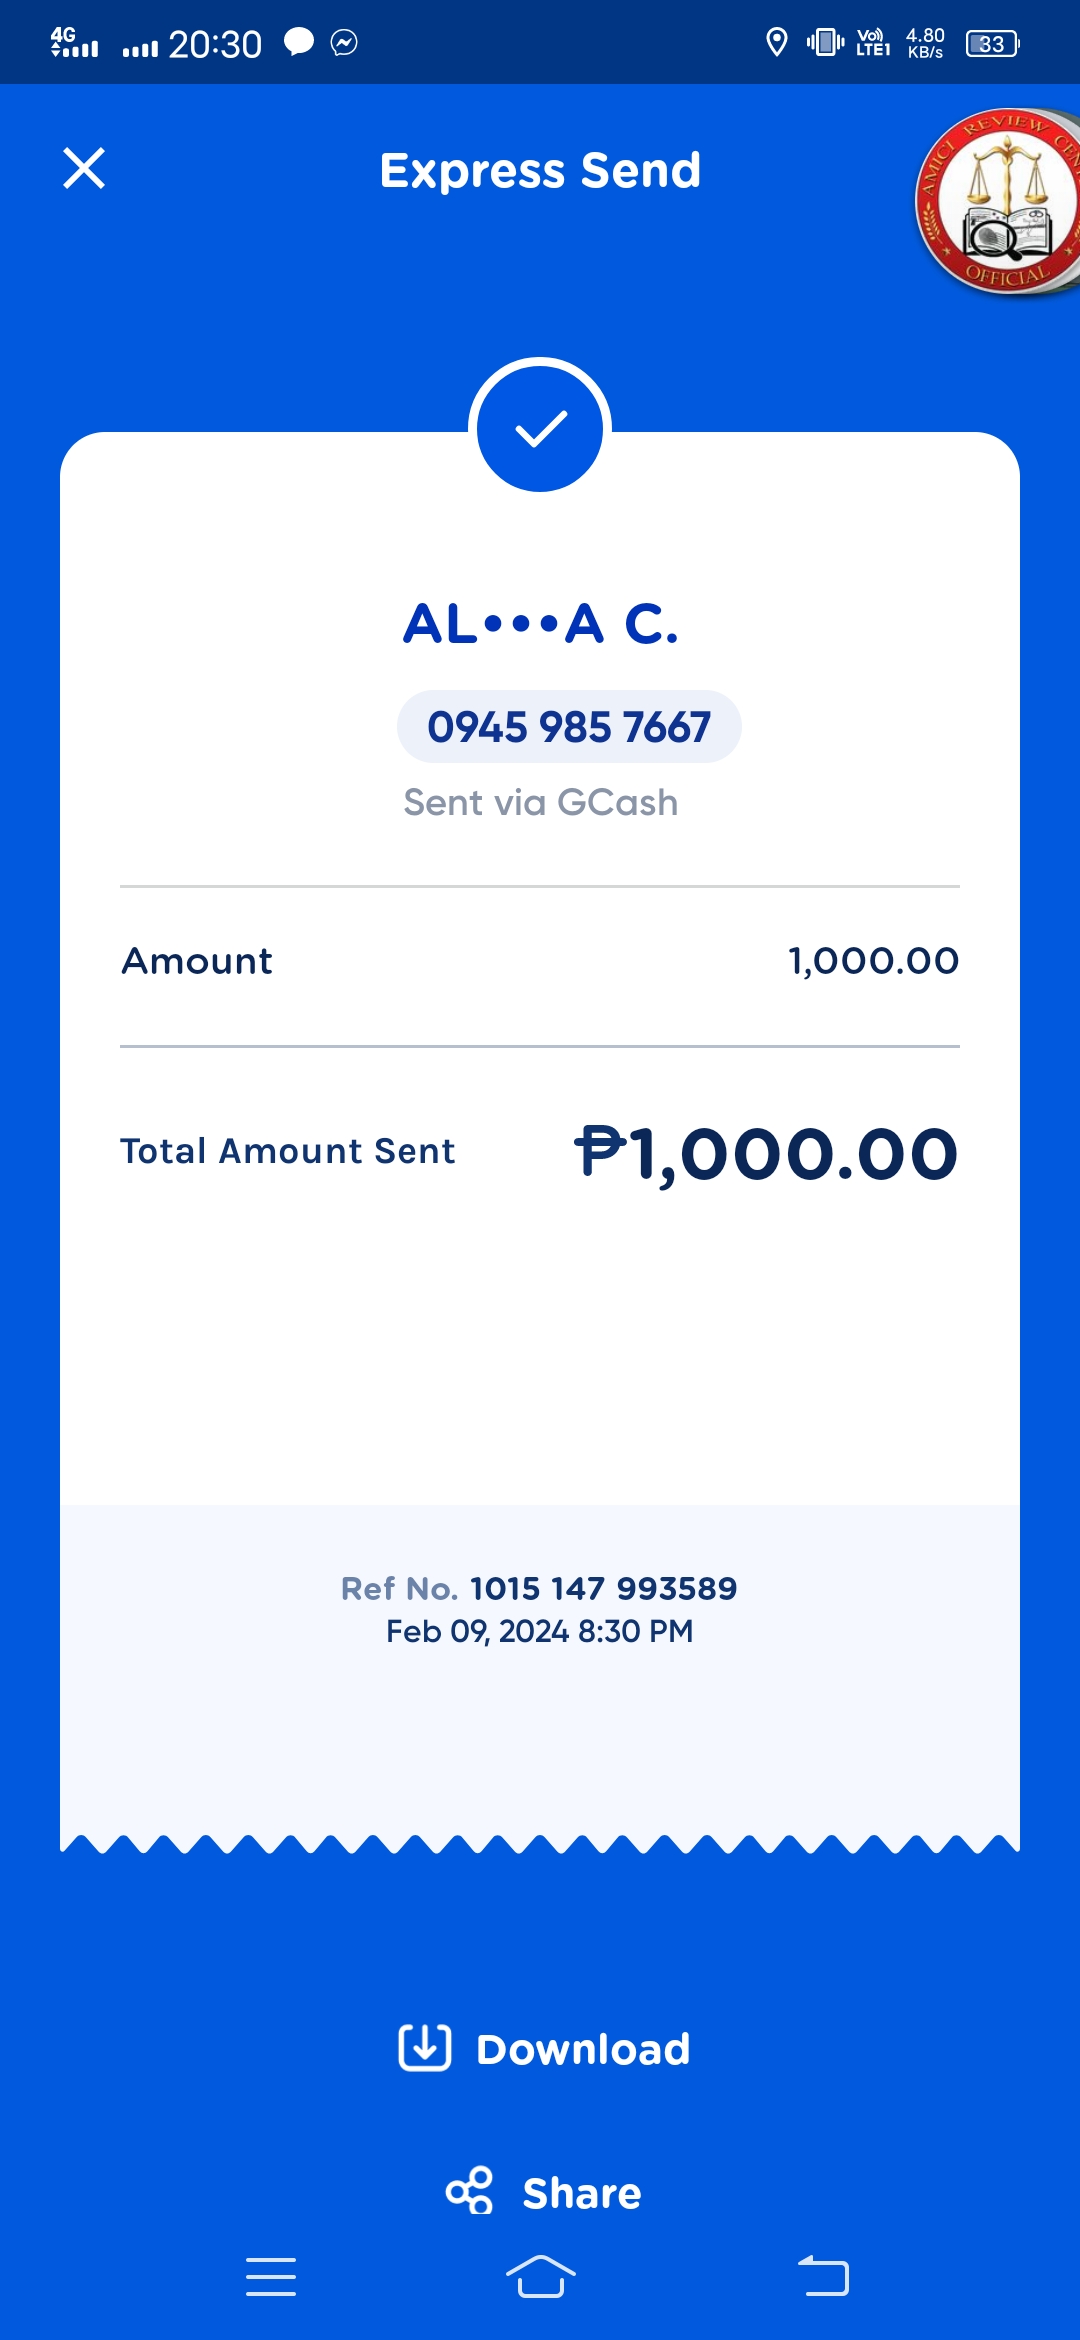 4G 20:30 Vo)) LTE1 4.80 KB/s 33
Express Send
AMICI REVIEW
OFFICIAL
AL•••A C.
0945 985 7667
Sent via GCash
Amount 1,000.00
Total Amount Sent ₱1,000.00
Ref No. 1015 147 993589
Feb 09, 2024 8:30 PM
Download
Share